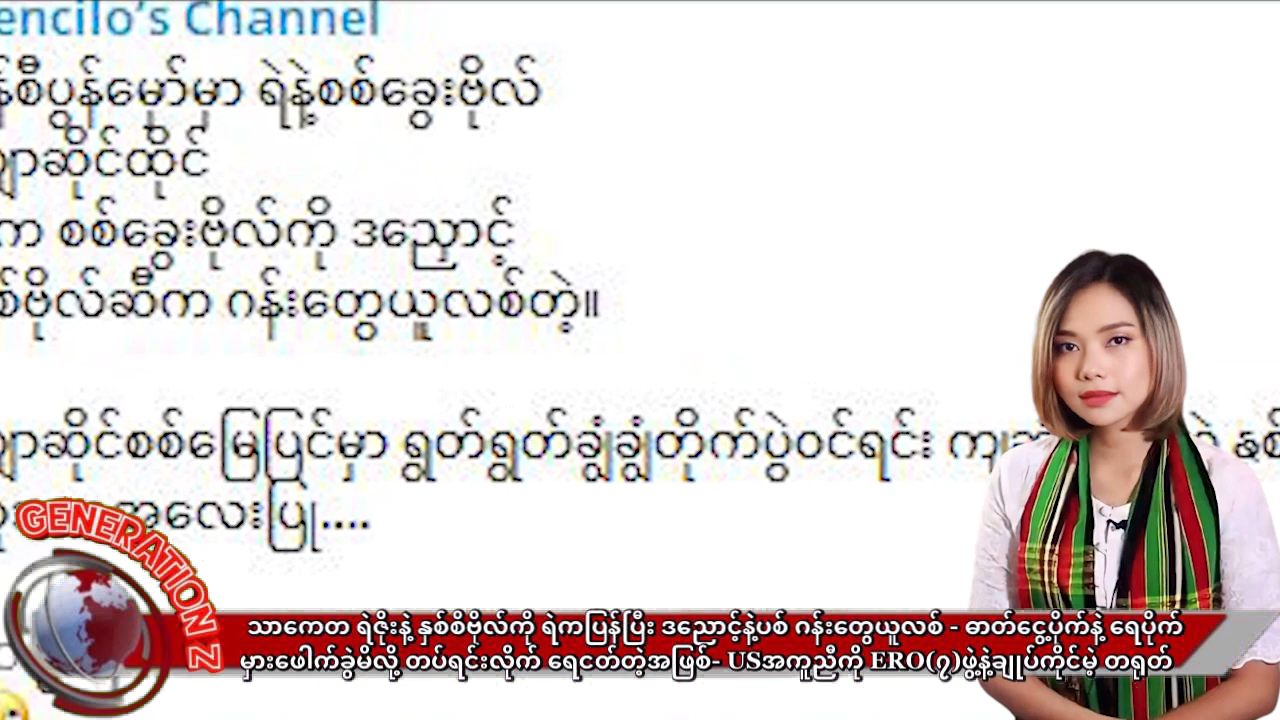 encilo's Channel
န်စီပွန်မှော်မှာ ရဲနဲ့စစ်ခွေးဗိုလ်
ဂျာဆိုင်ထိုင်
က စစ်ခွေးဗိုလ်ကို ဒညှောင့်
စ်ဗိုလ်ဆီက ဂန်းတွေယူလစ်တဲ့။
ဂျာဆိုင်စစ်မြေပြင်မှာ ရွှတ်ရွှတ်ချွံချွံတိုက်ပွဲဝင်ရင်း
အလေးပြု....
GENERATION Z
သာကေတ ရဲဇိုးနဲ့ နှစ်စိဗိုလ်ကို ရဲကပြန်ပြီး ဒညောင့်နဲ့ပစ် ဂန်းတွေယူလစ် - ဓာတ်ငွေ့ပိုက်နဲ့ ရေပိုက်
မှားဖေါက်ခွဲမိလို့ တပ်ရင်းလိုက် ရေငတ်တဲ့အဖြစ်- USအကူညီကို ERO(၇)ဖွဲ့နဲ့ချုပ်ကိုင်မဲ့ တရုတ်